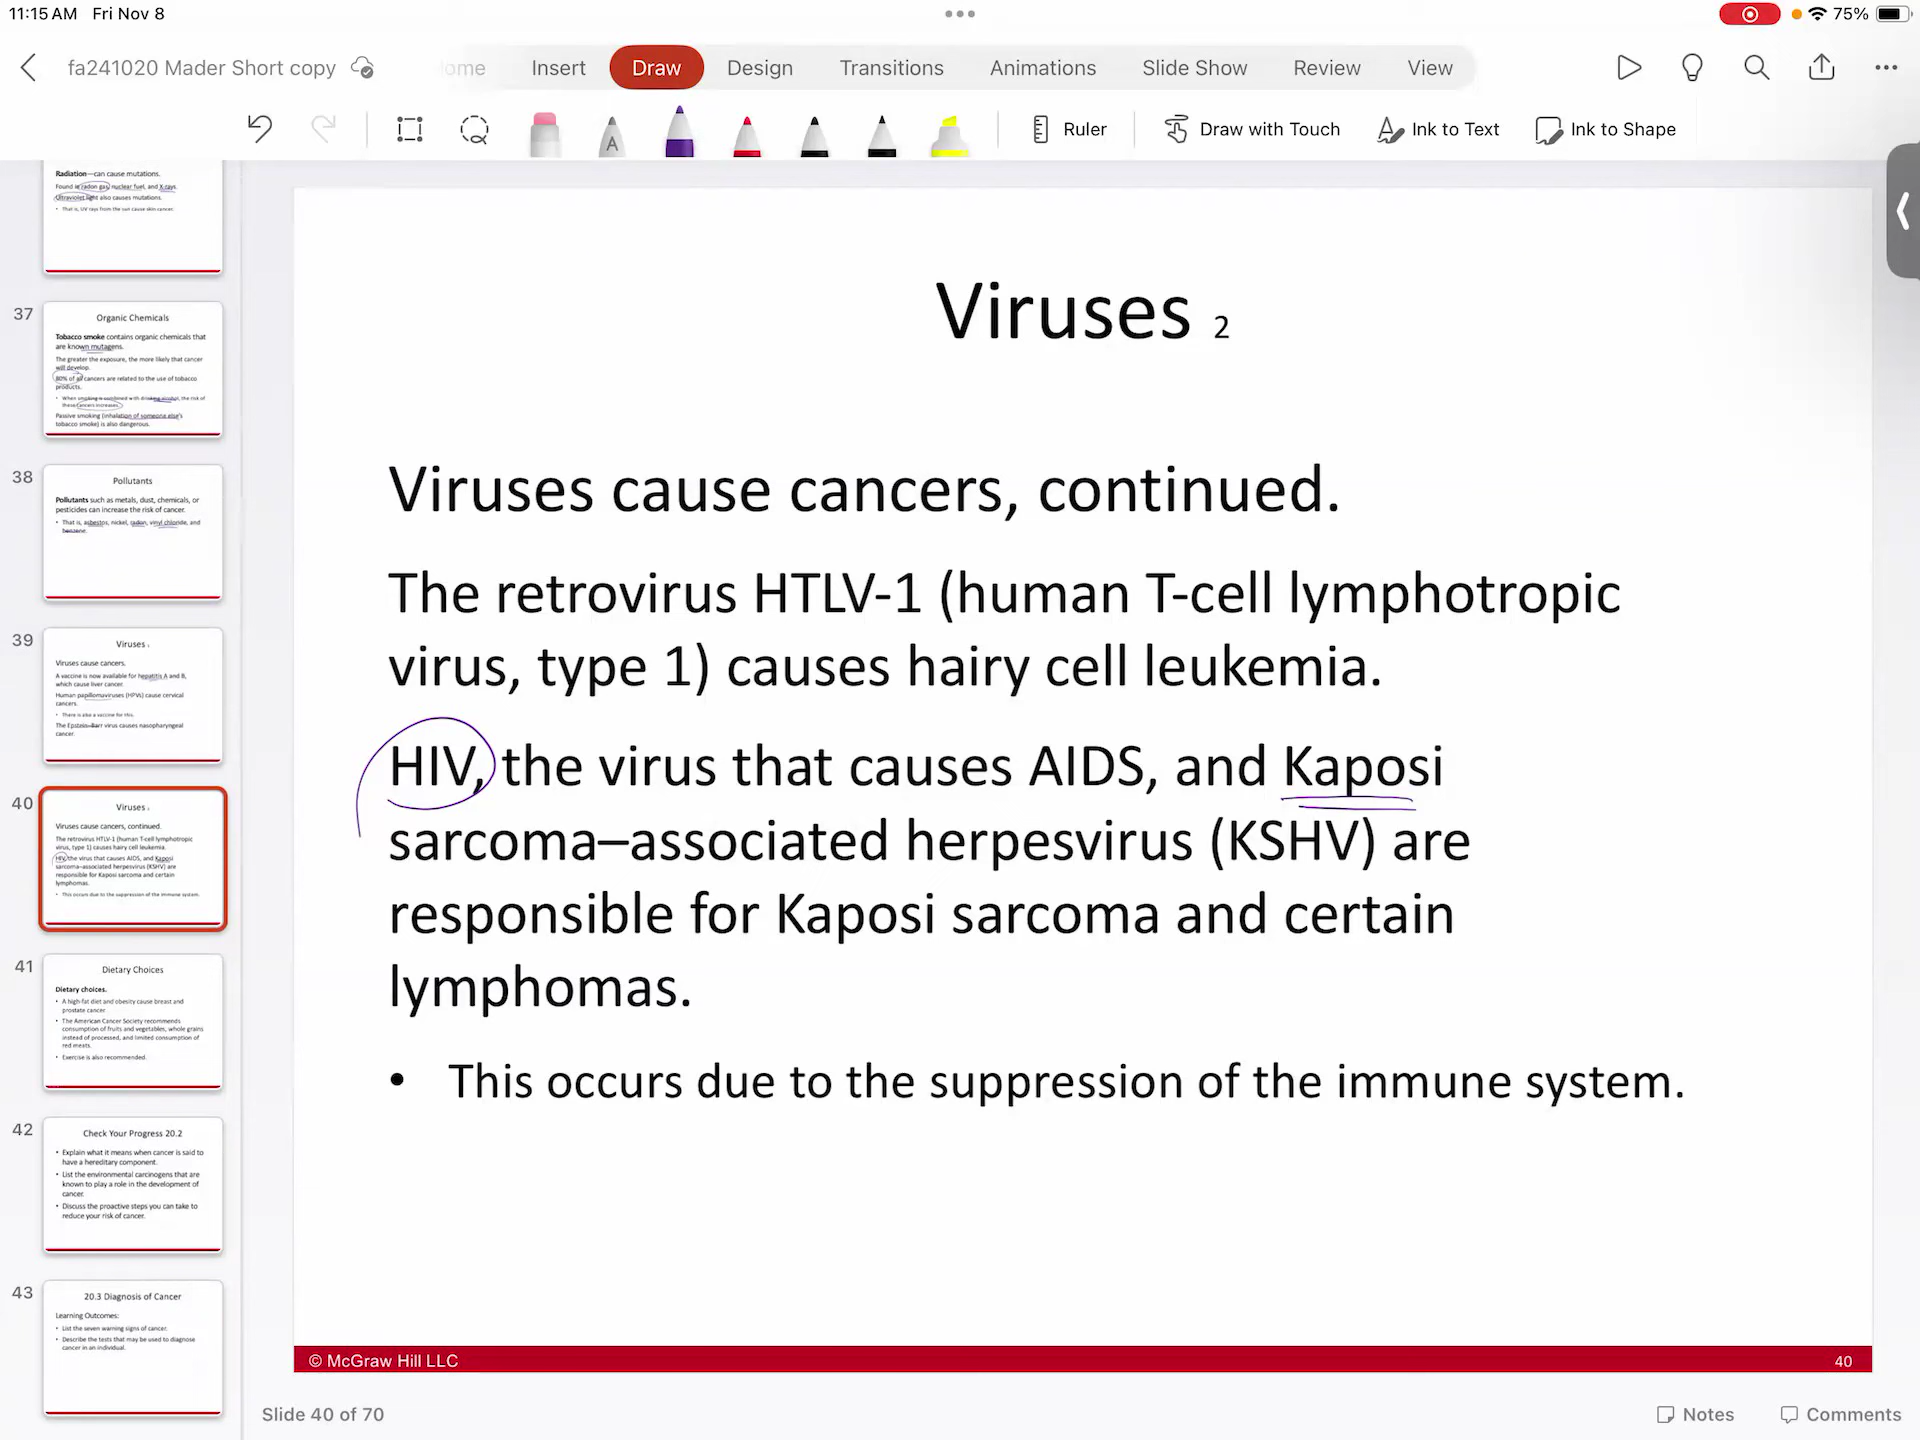 11:15 AM Fri Nov 8
75%
fa241020 Mader Short copy
ome Insert Draw Design Transitions Animations Slide Show Review View
A Ruler Draw with Touch Ink to Text Ink to Shape
Radiation—can cause mutations.
Found in radon gas, nuclear fuel, and X rays.
Ultraviolet light also causes mutations.
• That is, UV rays from the sun cause skin cancer.
37
Organic Chemicals
Tobacco smoke contains organic chemicals that
are known mutagens.
The greater the exposure, the more likely that cancer
will develop.
80% of all cancers are related to the use of tobacco
products.
• When smoking is combined with drinking alcohol, the risk of
these cancers increases.
Passive smoking (inhalation of someone else's
tobacco smoke) is also dangerous.
38
Pollutants
Pollutants such as metals, dust, chemicals, or
pesticides can increase the risk of cancer.
• That is, asbestos, nickel, radon, vinyl chloride, and
benzene.
39
Viruses 1
Viruses cause cancers.
A vaccine is now available for hepatitis A and B,
which cause liver cancer.
Human papillomaviruses (HPVs) cause cervical
cancers.
• There is also a vaccine for this.
The Epstein–Barr virus causes nasopharyngeal
cancer.
40
Viruses 2
Viruses cause cancers, continued.
The retrovirus HTLV-1 (human T-cell lymphotropic
virus, type 1) causes hairy cell leukemia.
HIV, the virus that causes AIDS, and Kaposi
sarcoma–associated herpesvirus (KSHV) are
responsible for Kaposi sarcoma and certain
lymphomas.
• This occurs due to the suppression of the immune system.
41
Dietary Choices
Dietary choices.
• A high-fat diet and obesity cause breast and
prostate cancer
• The American Cancer Society recommends
consumption of fruits and vegetables, whole grains
instead of processed, and limited consumption of
red meats.
• Exercise is also recommended.
42
Check Your Progress 20.2
• Explain what it means when cancer is said to
have a hereditary component.
• List the environmental carcinogens that are
known to play a role in the development of
cancer.
• Discuss the proactive steps you can take to
reduce your risk of cancer.
43
20.3 Diagnosis of Cancer
Learning Outcomes:
• List the seven warning signs of cancer.
• Describe the tests that may be used to diagnose
cancer in an individual.
Viruses 2
Viruses cause cancers, continued.
The retrovirus HTLV-1 (human T-cell lymphotropic
virus, type 1) causes hairy cell leukemia.
HIV, the virus that causes AIDS, and Kaposi
sarcoma–associated herpesvirus (KSHV) are
responsible for Kaposi sarcoma and certain
lymphomas.
• This occurs due to the suppression of the immune system.
© McGraw Hill LLC 40
Slide 40 of 70
Notes Comments